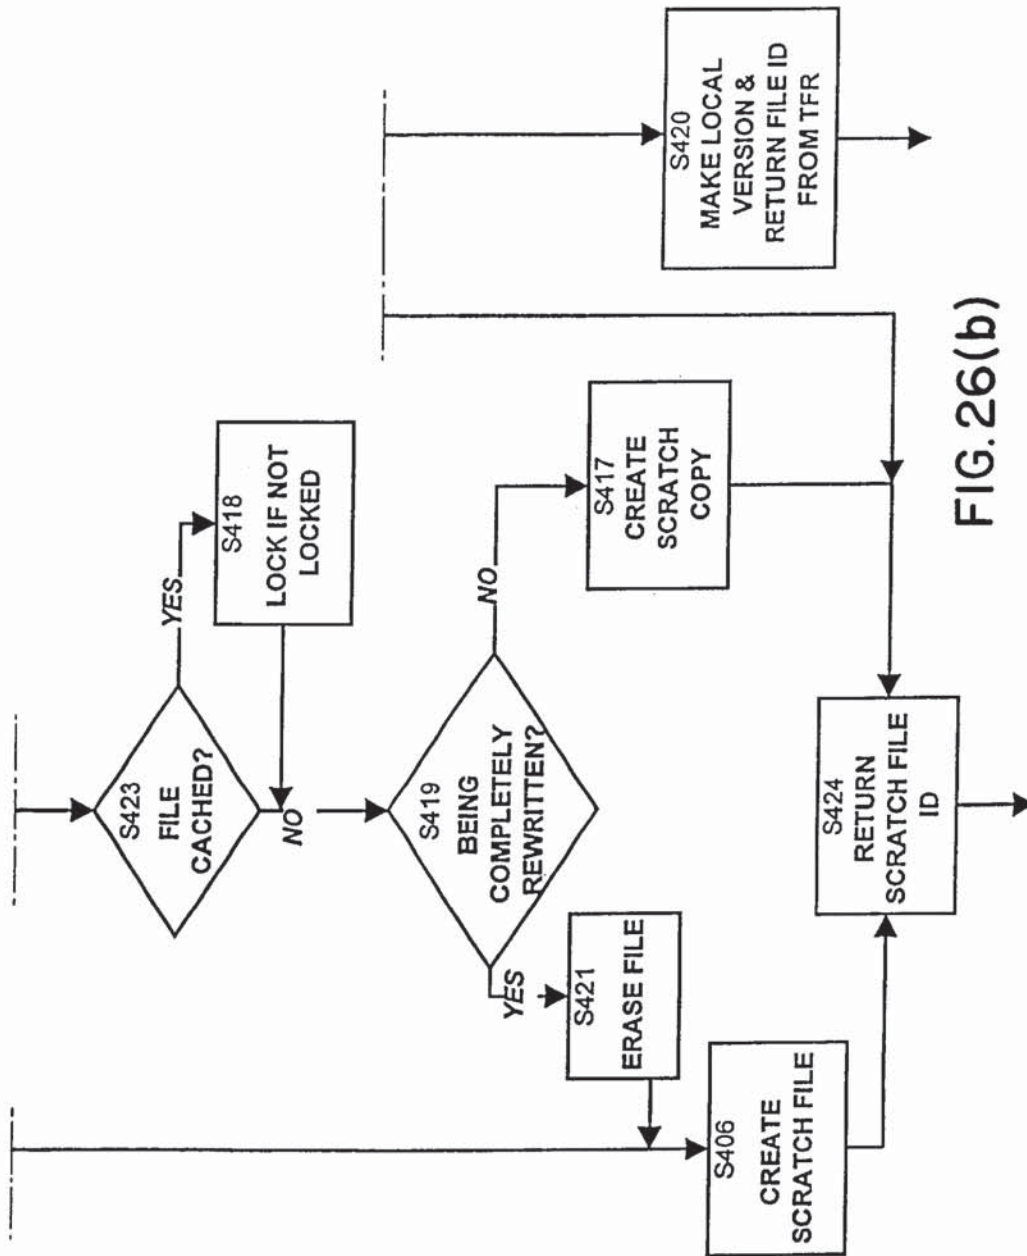 S423
FILE
CACHED?
YES
S418
LOCK IF NOT
LOCKED
NO
S419
BEING
COMPLETELY
REWRITTEN?
NO
S417
CREATE
SCRATCH
COPY
YES
S421
ERASE FILE
S406
CREATE
SCRATCH FILE
S424
RETURN
SCRATCH FILE
ID
S420
MAKE LOCAL
VERSION &
RETURN FILE ID
FROM TFR
FIG. 26(b)